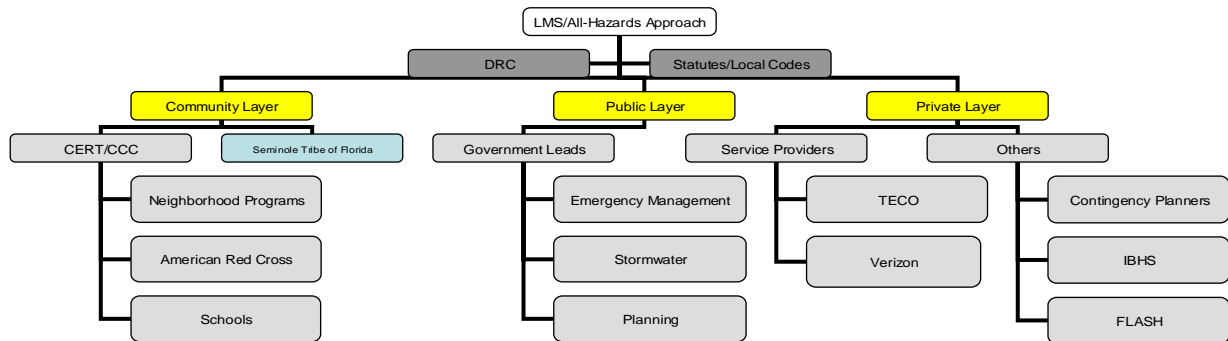 LMS/All-Hazards Approach
DRC
Statutes/Local Codes
Community Layer
Public Layer
Private Layer
CERT/CCC
Seminole Tribe of Florida
Government Leads
Service Providers
Others
Neighborhood Programs
Emergency Management
TECO
Contingency Planners
American Red Cross
Stormwater
Verizon
IBHS
Schools
Planning
FLASH